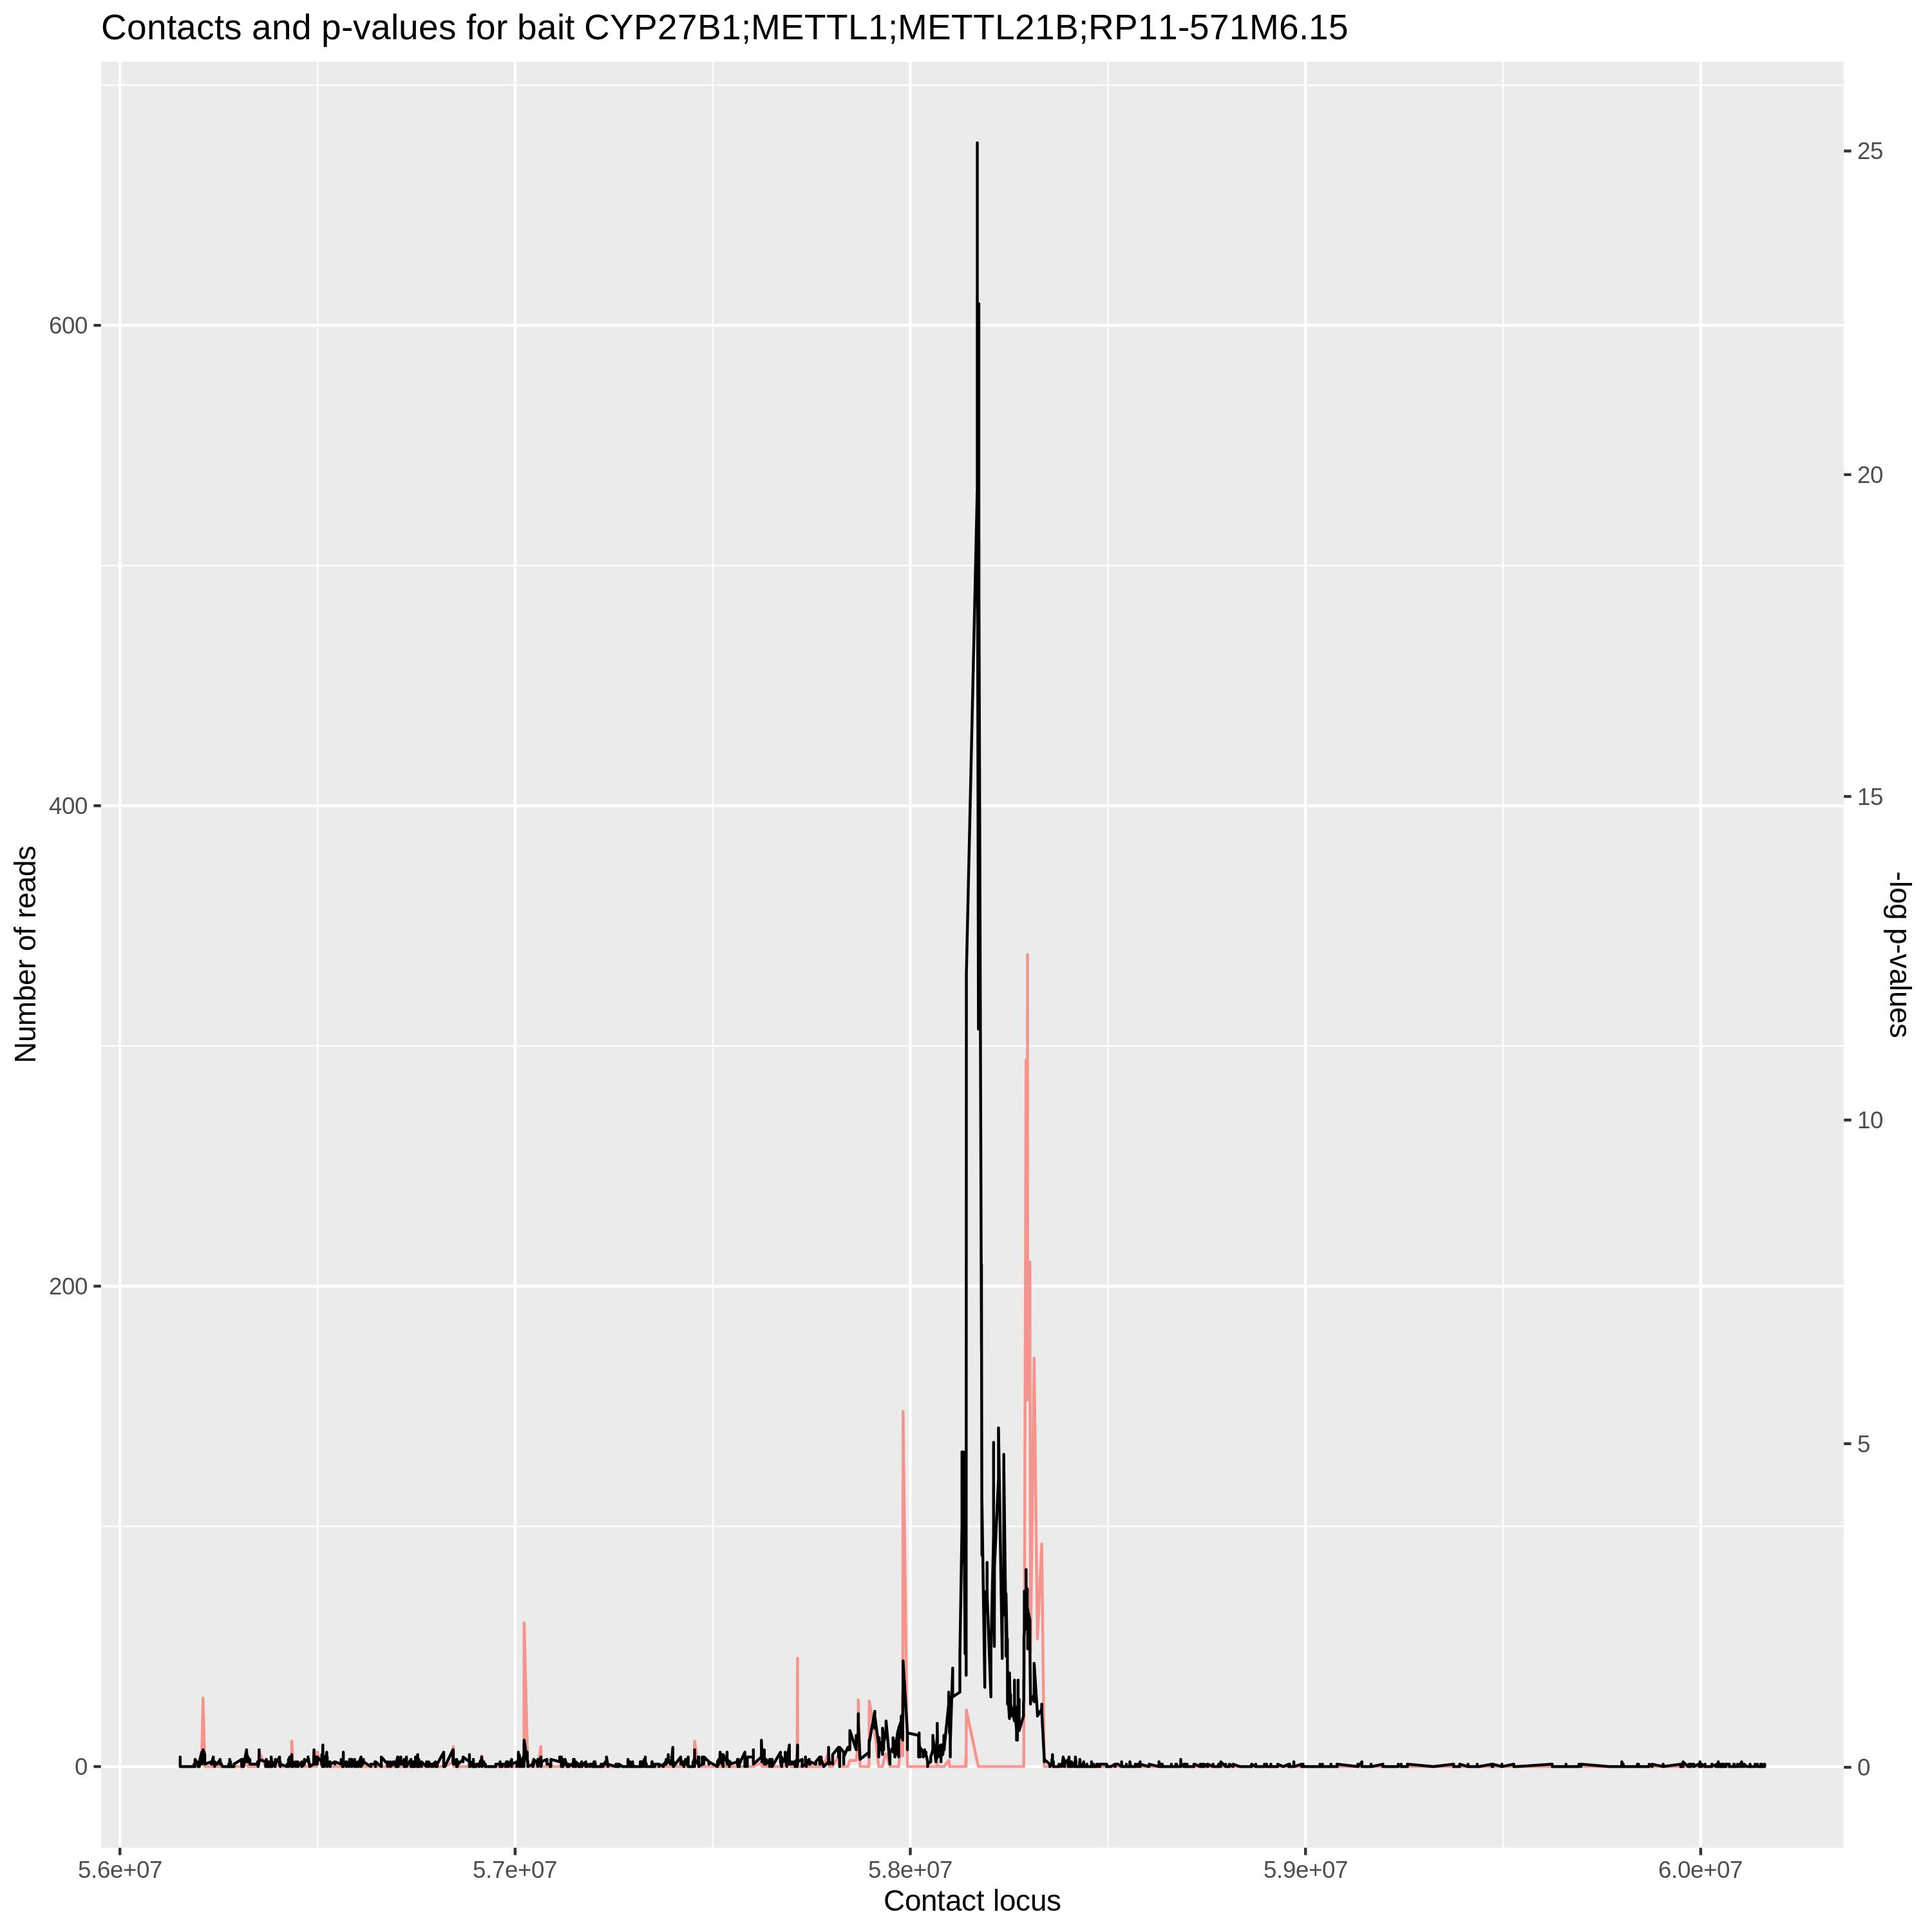 Contacts and p-values for bait CYP27B1;METTL1;METTL21B;RP11-571M6.15
600
400
200
0
Number of reads
25
20
15
10
5
0
-log p-values
5.6e+07
5.7e+07
5.8e+07
5.9e+07
6.0e+07
Contact locus